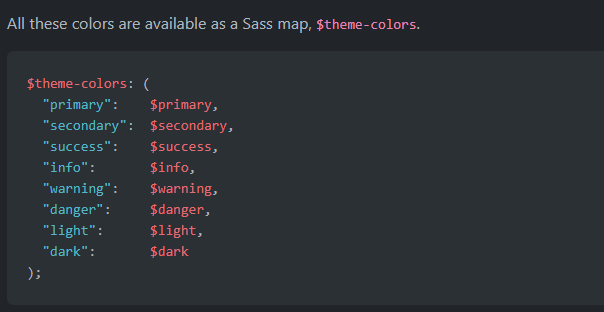 All these colors are available as a Sass map, $theme-colors.
$theme-colors: (
  "primary":    $primary,
  "secondary":  $secondary,
  "success":    $success,
  "info":       $info,
  "warning":    $warning,
  "danger":     $danger,
  "light":      $light,
  "dark":       $dark
);